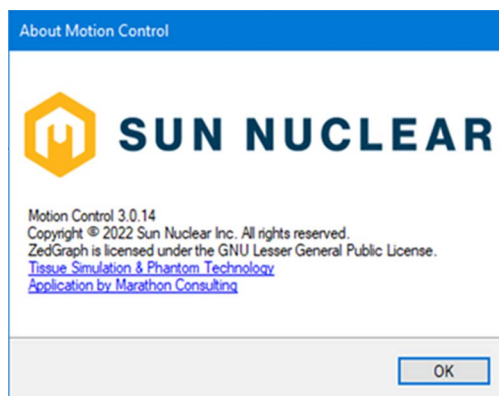 About Motion Control
SUN NUCLEAR
Motion Control 3.0.14
Copyright © 2022 Sun Nuclear Inc. All rights reserved.
ZedGraph is licensed under the GNU Lesser General Public License.
Tissue Simulation & Phantom Technology
Application by Marathon Consulting
OK